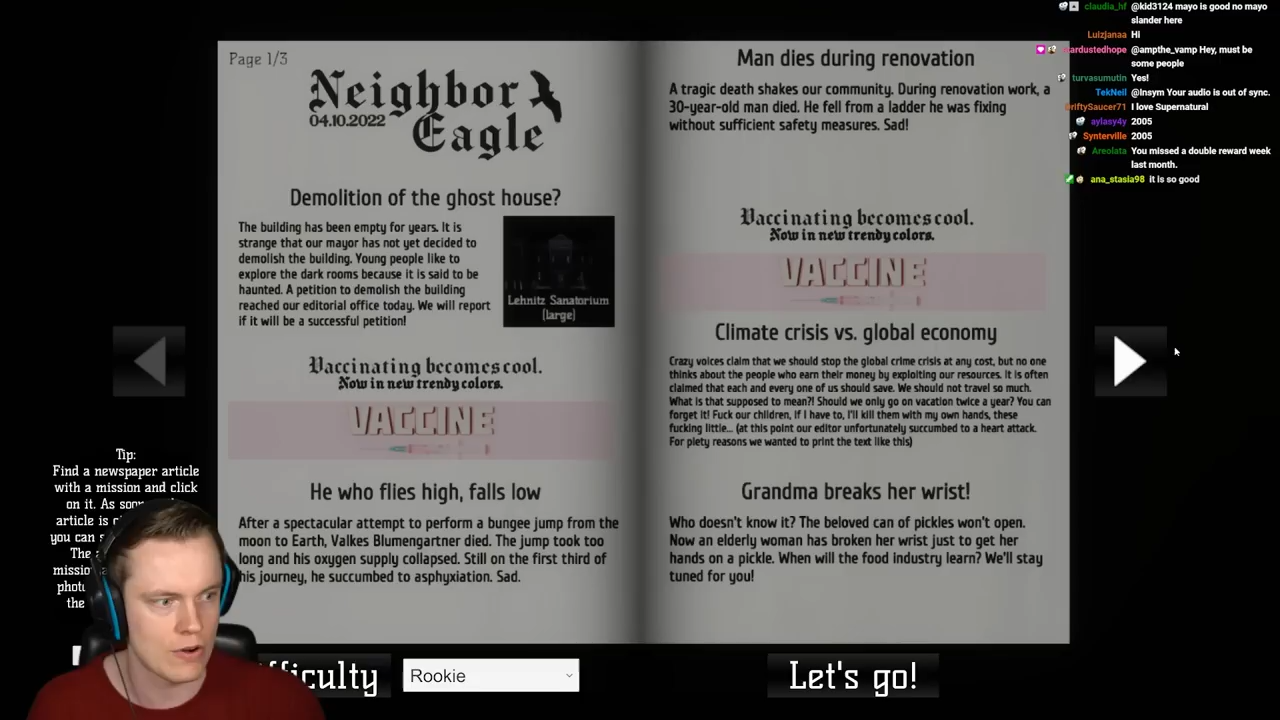 Page 1/3
Neighbor
04.10.2022
Eagle
Demolition of the ghost house?
The building has been empty for years. It is
strange that our mayor has not yet decided to
demolish the building. Young people like to
explore the dark rooms because it is said to be
haunted. A petition to demolish the building
reached our editorial office today. We will report
if it will be a successful petition!
Lehnitz Sanatorium
(large)
Vaccinating becomes cool.
Now in new trendy colors.
VACCINE
He who flies high, falls low
After a spectacular attempt to perform a bungee jump from the
moon to Earth, Valkes Blumengartner died. The jump took too
long and his oxygen supply collapsed. Still on the first third of
his journey, he succumbed to asphyxiation. Sad.
Man dies during renovation
A tragic death shakes our community. During renovation work, a
30-year-old man died. He fell from a ladder he was fixing
without sufficient safety measures. Sad!
Vaccinating becomes cool.
Now in new trendy colors.
VACCINE
Climate crisis vs. global economy
Crazy voices claim that we should stop the global crime crisis at any cost, but no one
thinks about the people who earn their money by exploiting our resources. It is often
claimed that each and every one of us should save. We should not travel so much.
What is that supposed to mean?! Should we only go on vacation twice a year? You can
forget it! Fuck our children, if I have to, I'll kill them with my own hands, these
fucking little... (at this point our editor unfortunately succumbed to a heart attack.
For piety reasons we wanted to print the text like this)
Grandma breaks her wrist!
Who doesn't know it? The beloved can of pickles won't open.
Now an elderly woman has broken her wrist just to get her
hands on a pickle. When will the food industry learn? We'll stay
tuned for you!
Tip:
Find a newspaper article
with a mission and click
on it. As soon
article is
you can
The
the
fficulty
Rookie
Let's go!
claudia_hf @kid3124 mayo is good no mayo
slander here
Luizjanaa Hi
tardustedhope @ampthe_vamp Hey, must be
some people
turvasumutin Yes!
TekNeil @Insym Your audio is out of sync.
DriftySaucer71 I love Supernatural
aylasy4y 2005
Synterville 2005
Areolata You missed a double reward week
last month.
ana_stasia98 it is so good